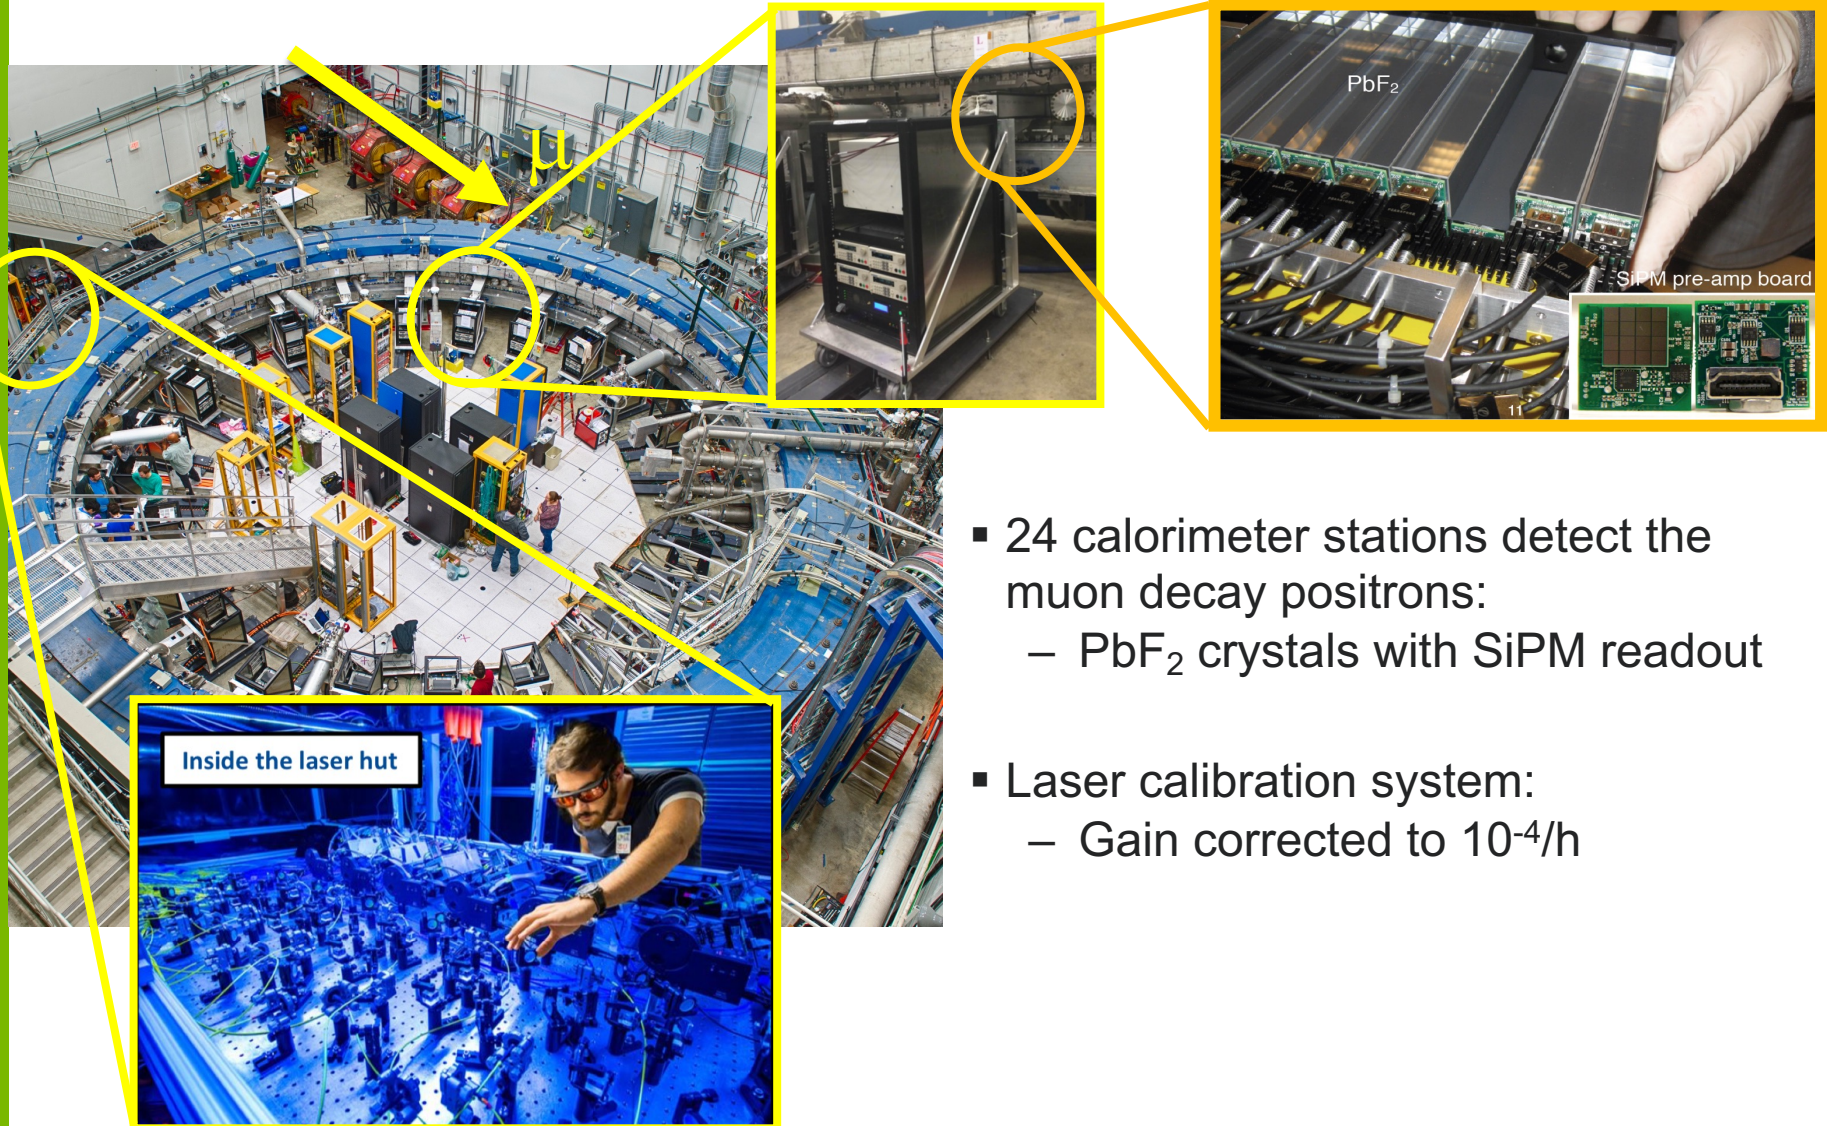 μ
PbF₂
SiPM pre-amp board
11
▪ 24 calorimeter stations detect the
muon decay positrons:
– PbF₂ crystals with SiPM readout
▪ Laser calibration system:
– Gain corrected to 10⁻⁴/h
Inside the laser hut